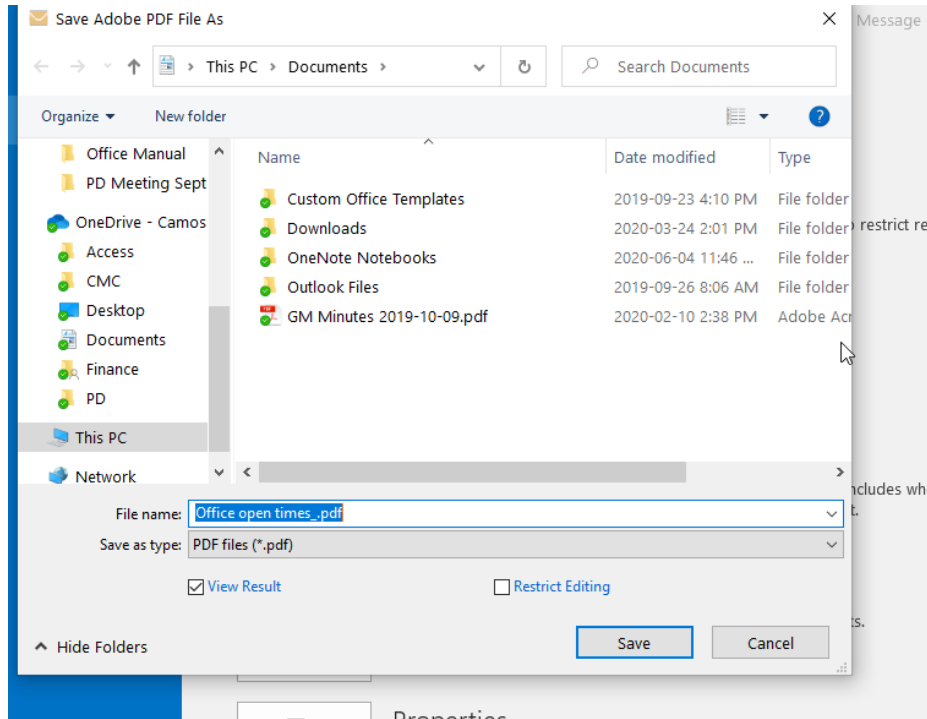 Save Adobe PDF File As
Message
This PC > Documents >
Search Documents
Organize
New folder
Office Manual
PD Meeting Sept
OneDrive - Camos
Access
CMC
Desktop
Documents
Finance
PD
This PC
Network
Name Date modified Type
Custom Office Templates 2019-09-23 4:10 PM File folder
Downloads 2020-03-24 2:01 PM File folder
OneNote Notebooks 2020-06-04 11:46 ... File folder
Outlook Files 2019-09-26 8:06 AM File folder
GM Minutes 2019-10-09.pdf 2020-02-10 2:38 PM Adobe Acr
restrict re
ncludes wh
t.
File name: Office open times_.pdf
Save as type: PDF files (*.pdf)
View Result
Restrict Editing
ts.
Hide Folders
Save
Cancel
Properties